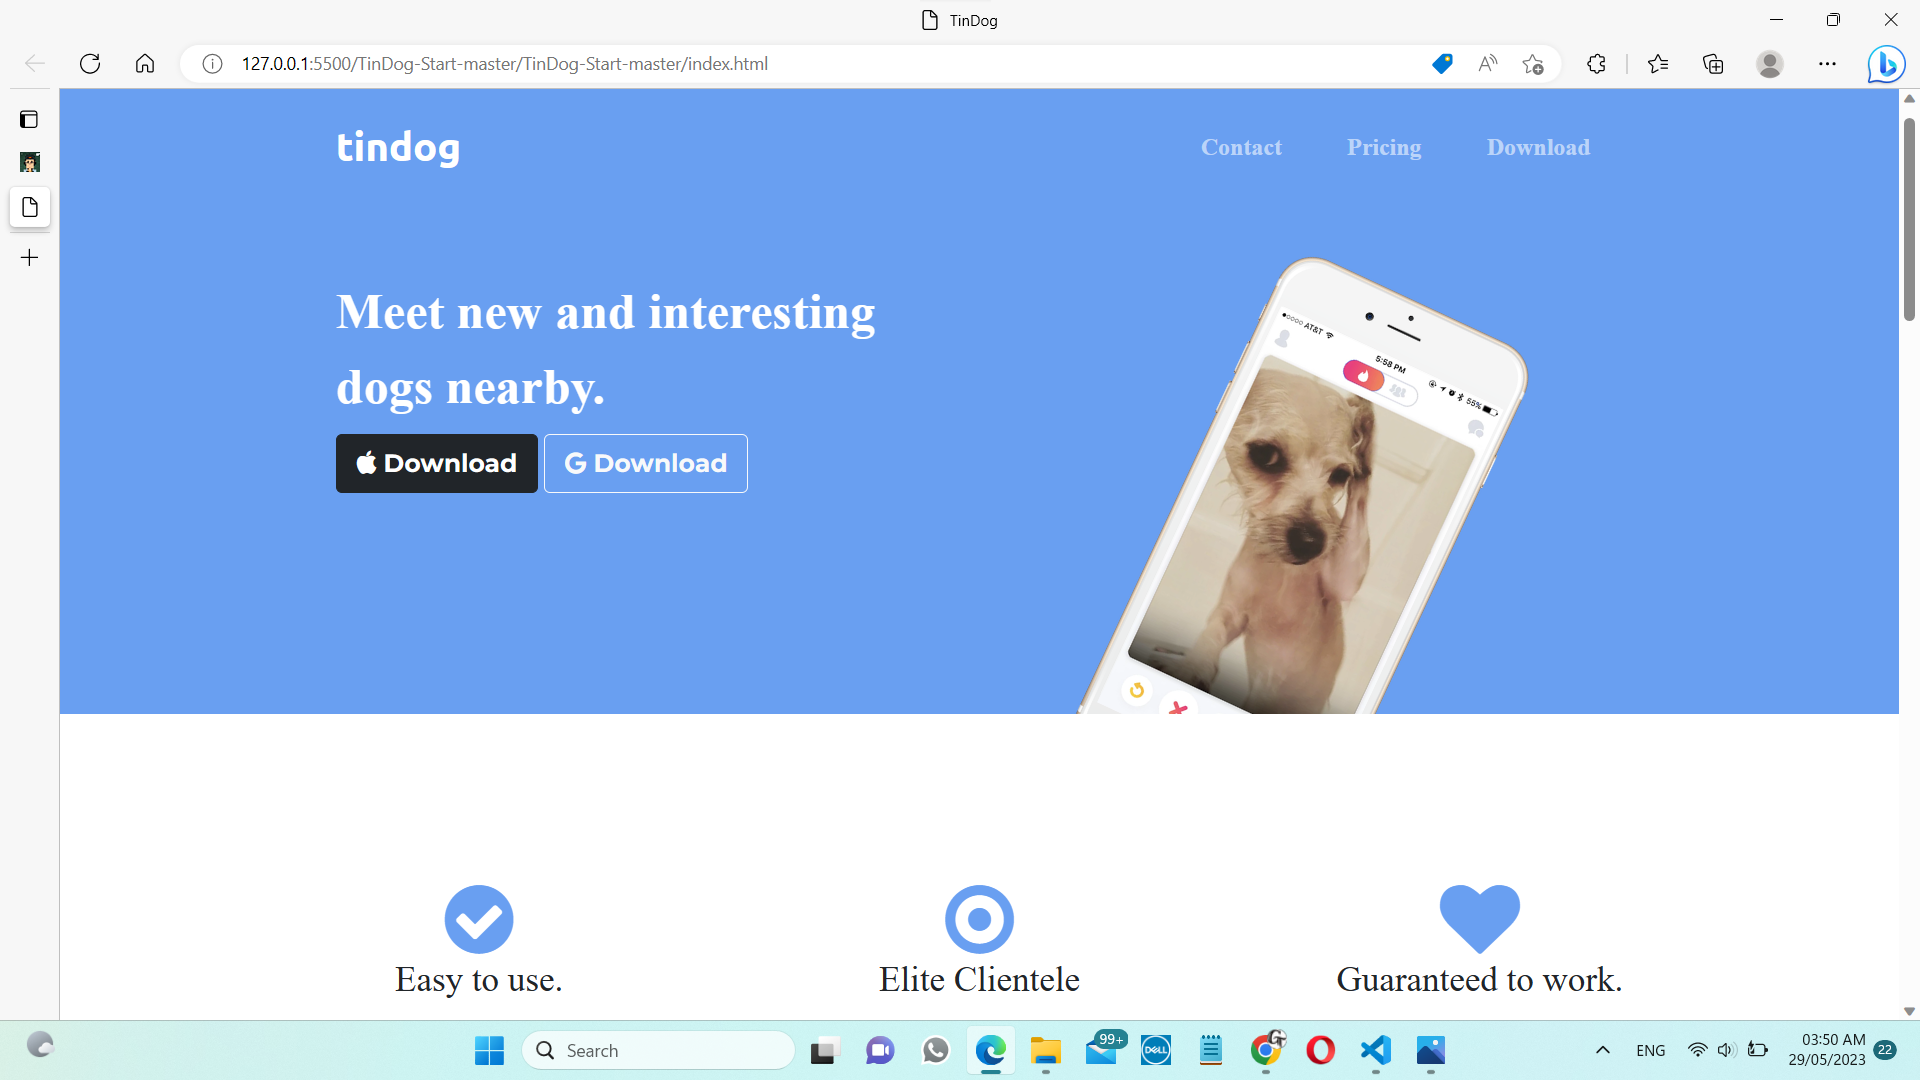 TinDog
127.0.0.1:5500/TinDog-Start-master/TinDog-Start-master/index.html
tindog
Contact
Pricing
Download
Meet new and interesting
dogs nearby.
Download
Download
AT&T
5:58 PM
55%
Easy to use.
Elite Clientele
Guaranteed to work.
Search
99+
DELL
ENG
03:50 AM
29/05/2023
22